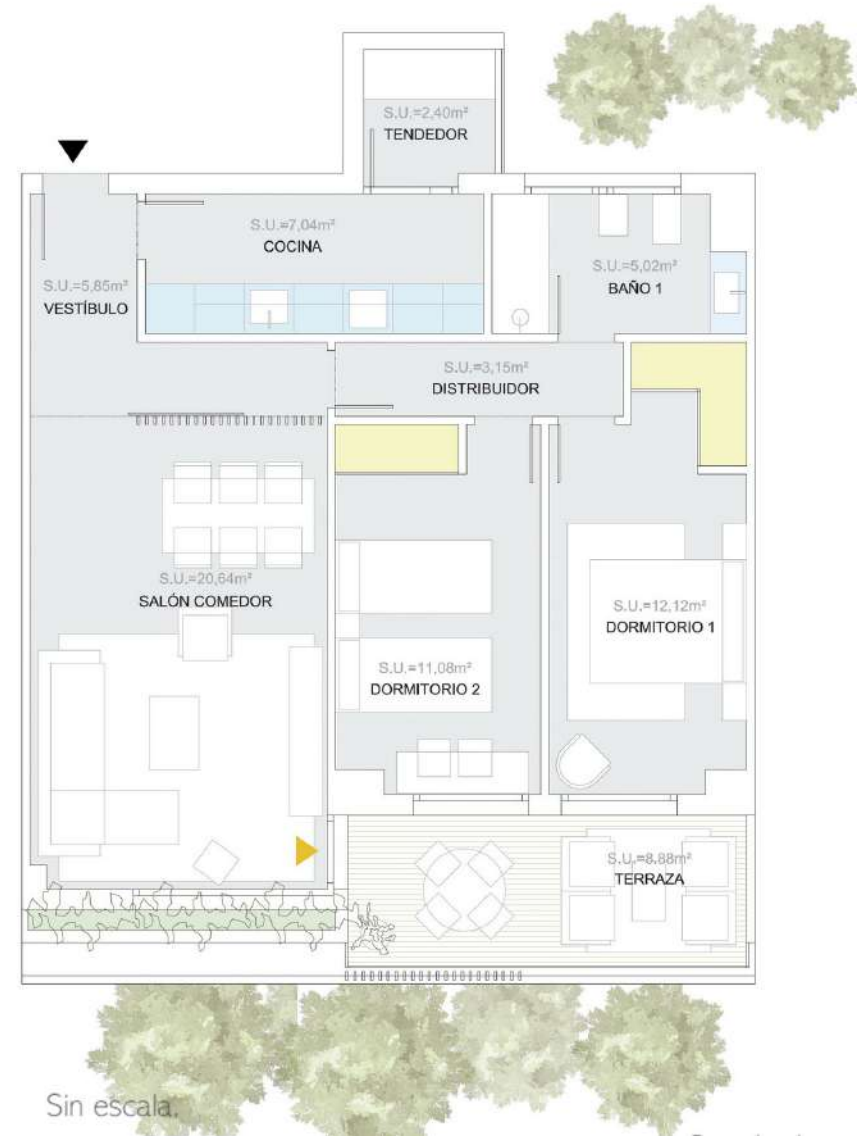 S.U.=2,40m²
TENDEDOR
S.U.=7,04m²
COCINA
S.U.=5,02m²
BAÑO 1
S.U.=5,85m²
VESTÍBULO
S.U.=3,15m²
DISTRIBUIDOR
S.U.=20,64m²
SALÓN COMEDOR
S.U.=12,12m²
DORMITORIO 1
S.U.=11,08m²
DORMITORIO 2
S.U.=8.88m²
TERRAZA
Sin escala.